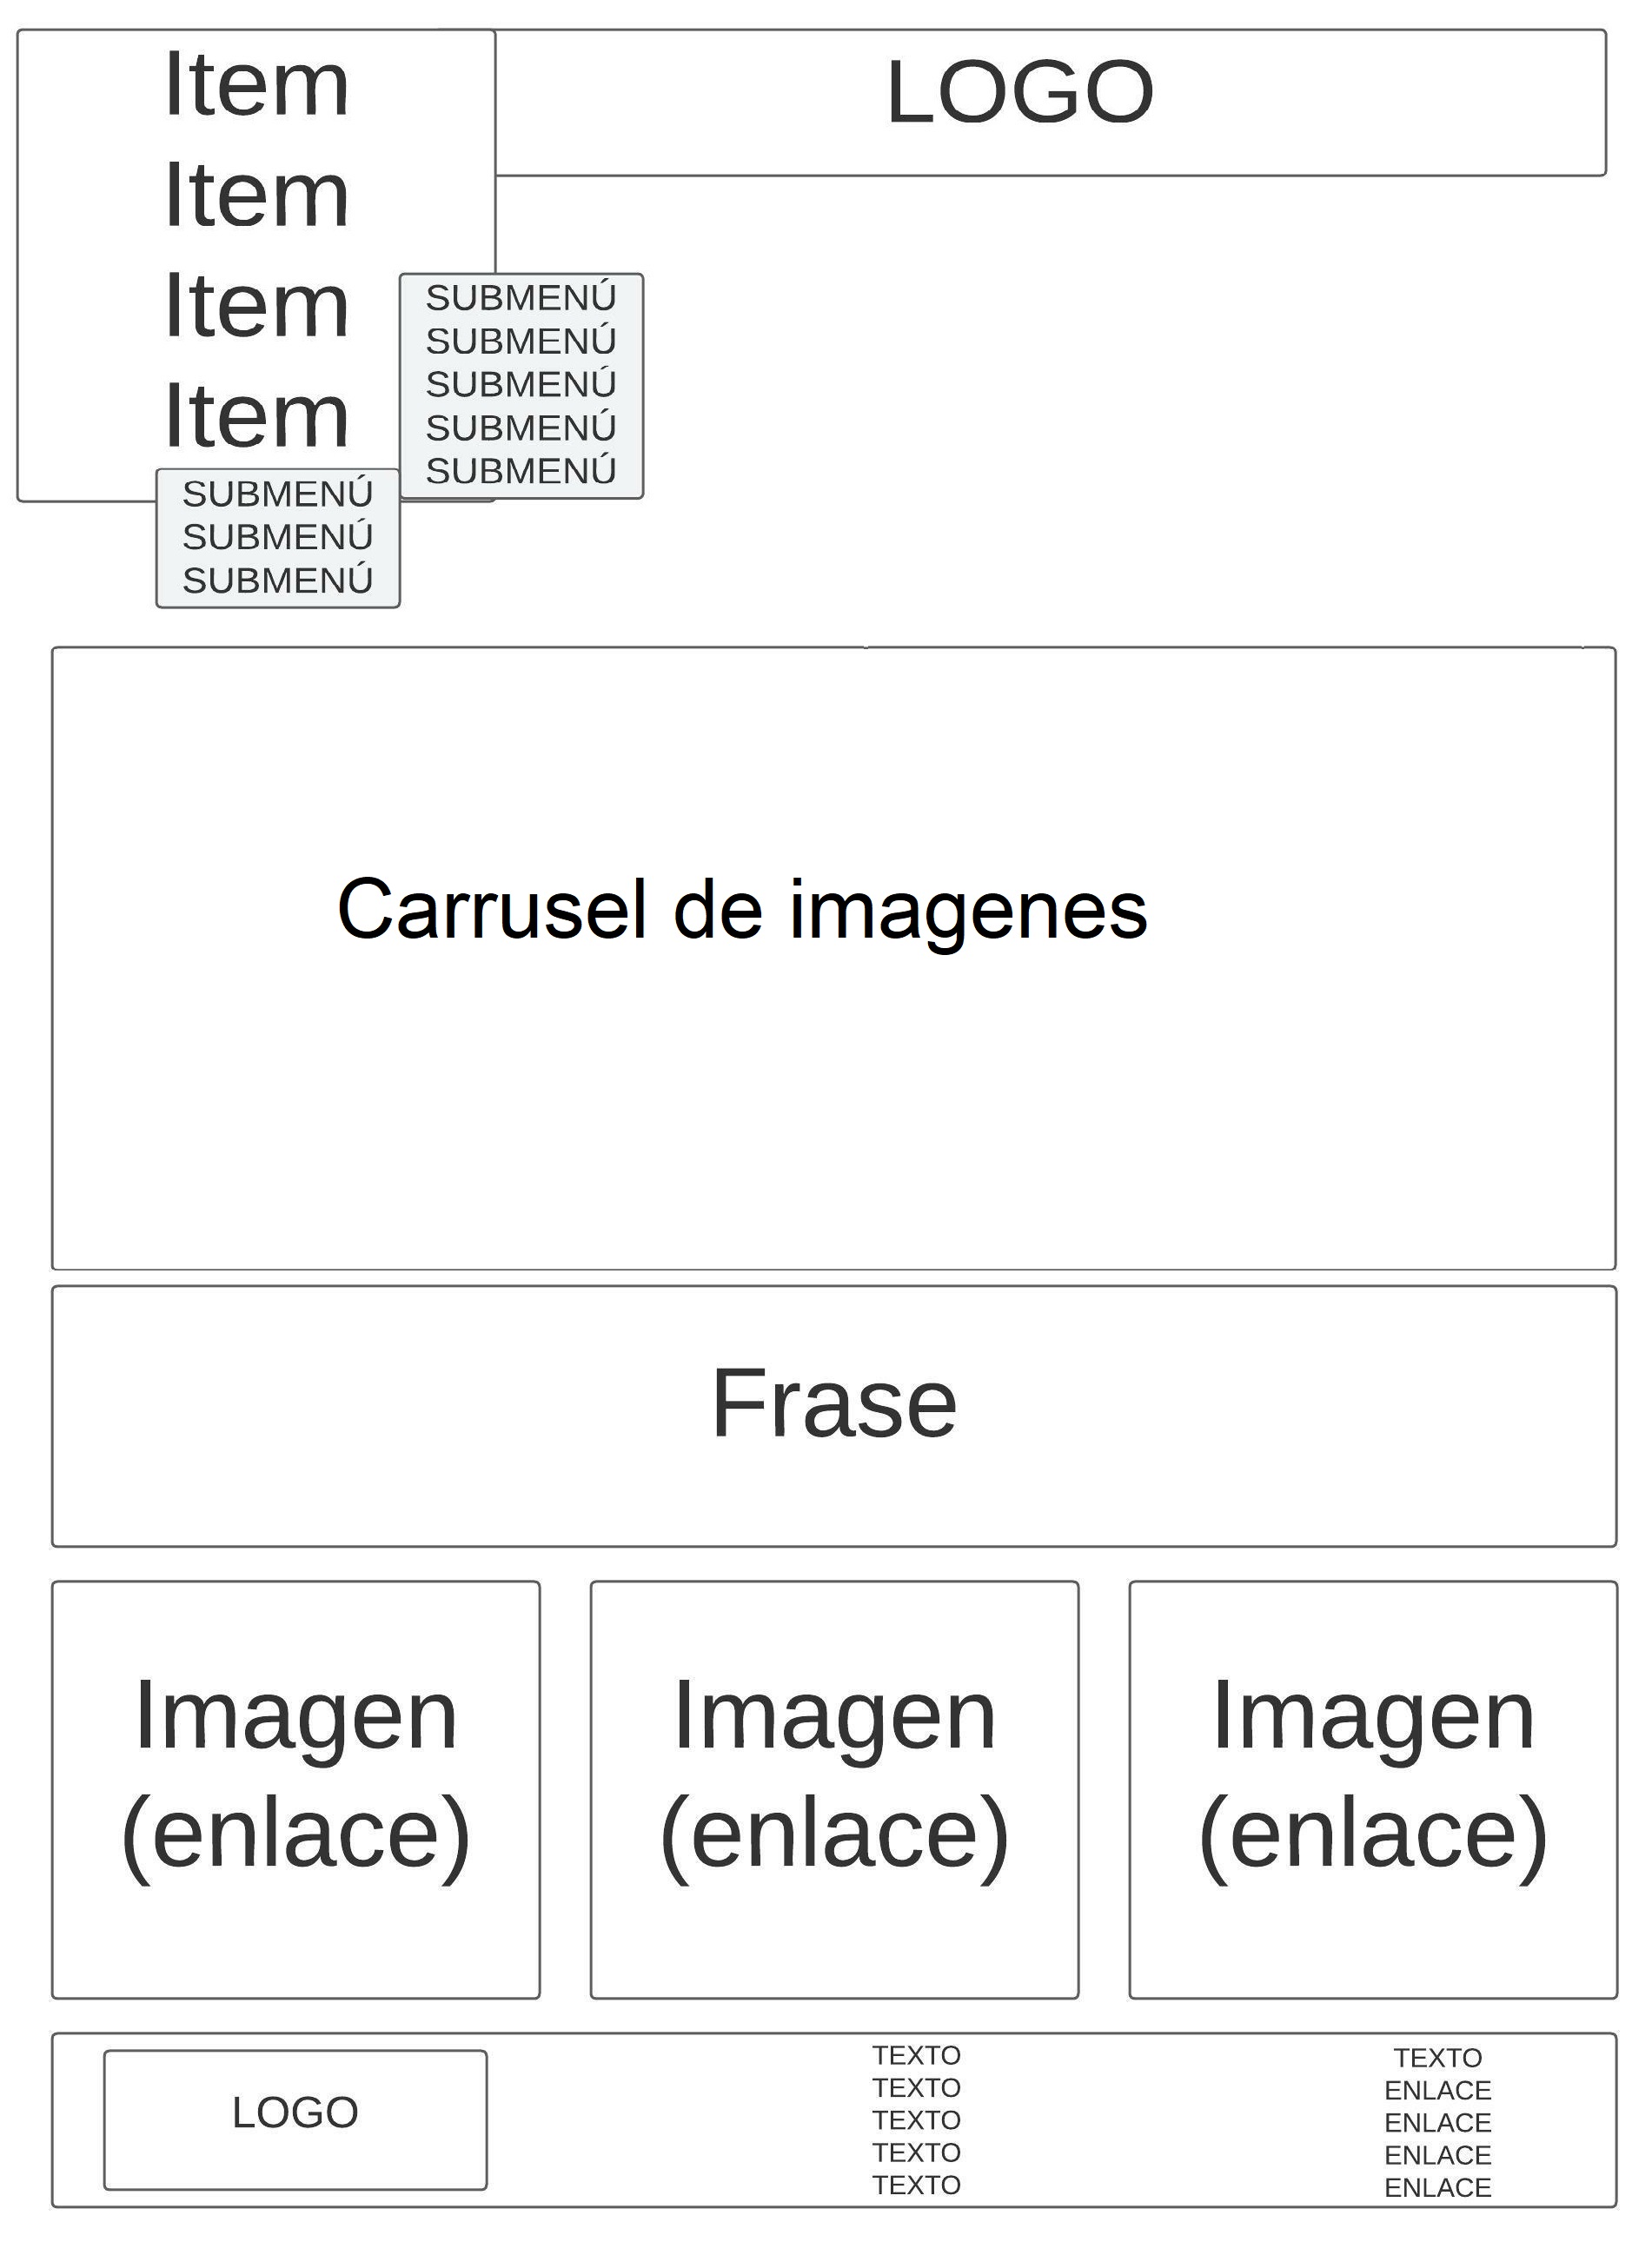 Item
Item
Item
Item
LOGO
SUBMENÚ
SUBMENÚ
SUBMENÚ
SUBMENÚ
SUBMENÚ
SUBMENÚ
SUBMENÚ
SUBMENÚ
Carrusel de imagenes
Frase
Imagen
(enlace)
Imagen
(enlace)
Imagen
(enlace)
LOGO
TEXTO
TEXTO
TEXTO
TEXTO
TEXTO
TEXTO
ENLACE
ENLACE
ENLACE
ENLACE